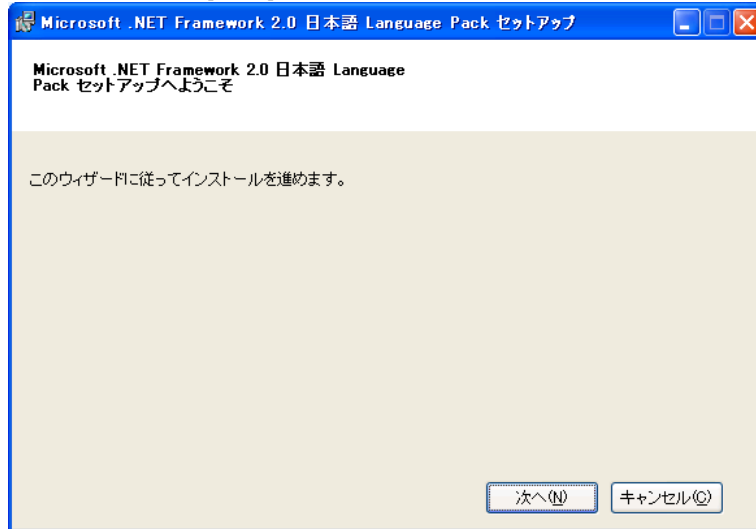 Microsoft .NET Framework 2.0 日本語 Language Pack セットアップ
Microsoft .NET Framework 2.0 日本語 Language
Pack セットアップへようこそ
このウィザードに従ってインストールを進めます。
次へ(N)
キャンセル(C)